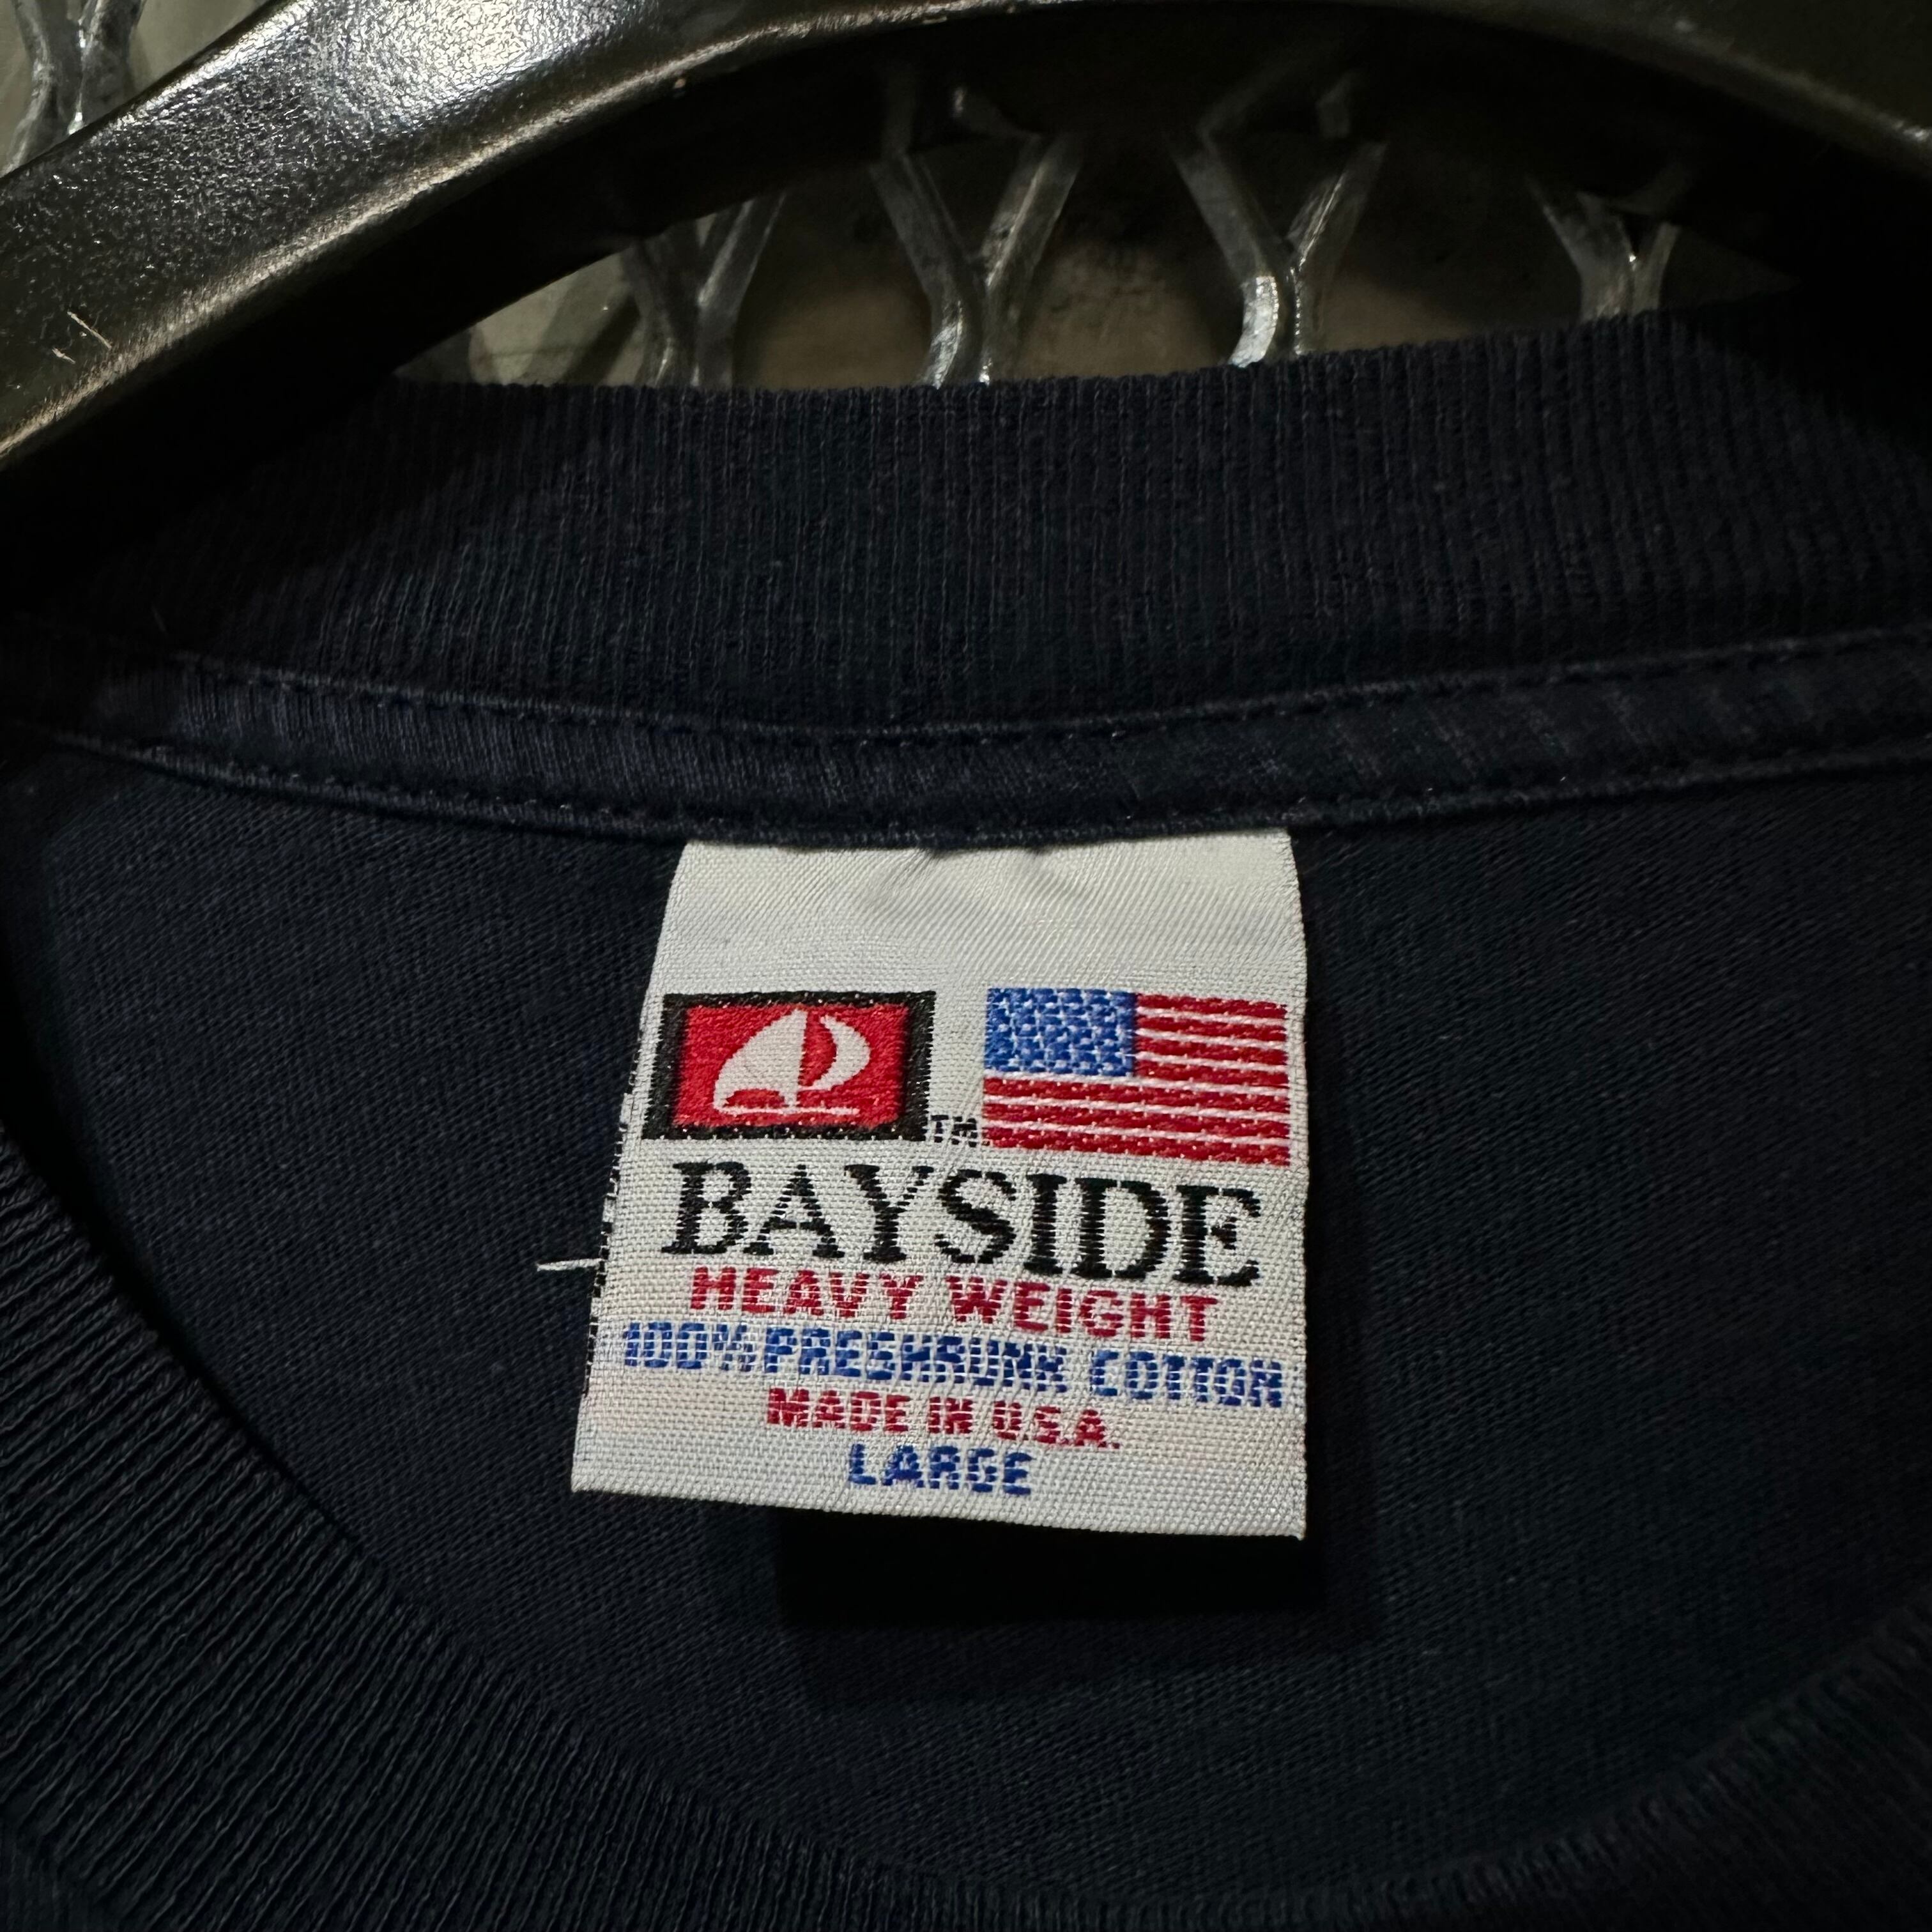 TM
BAYSIDE
HEAVY WEIGHT
100% PRESHRUNK COTTON
MADE IN U.S.A.
LARGE